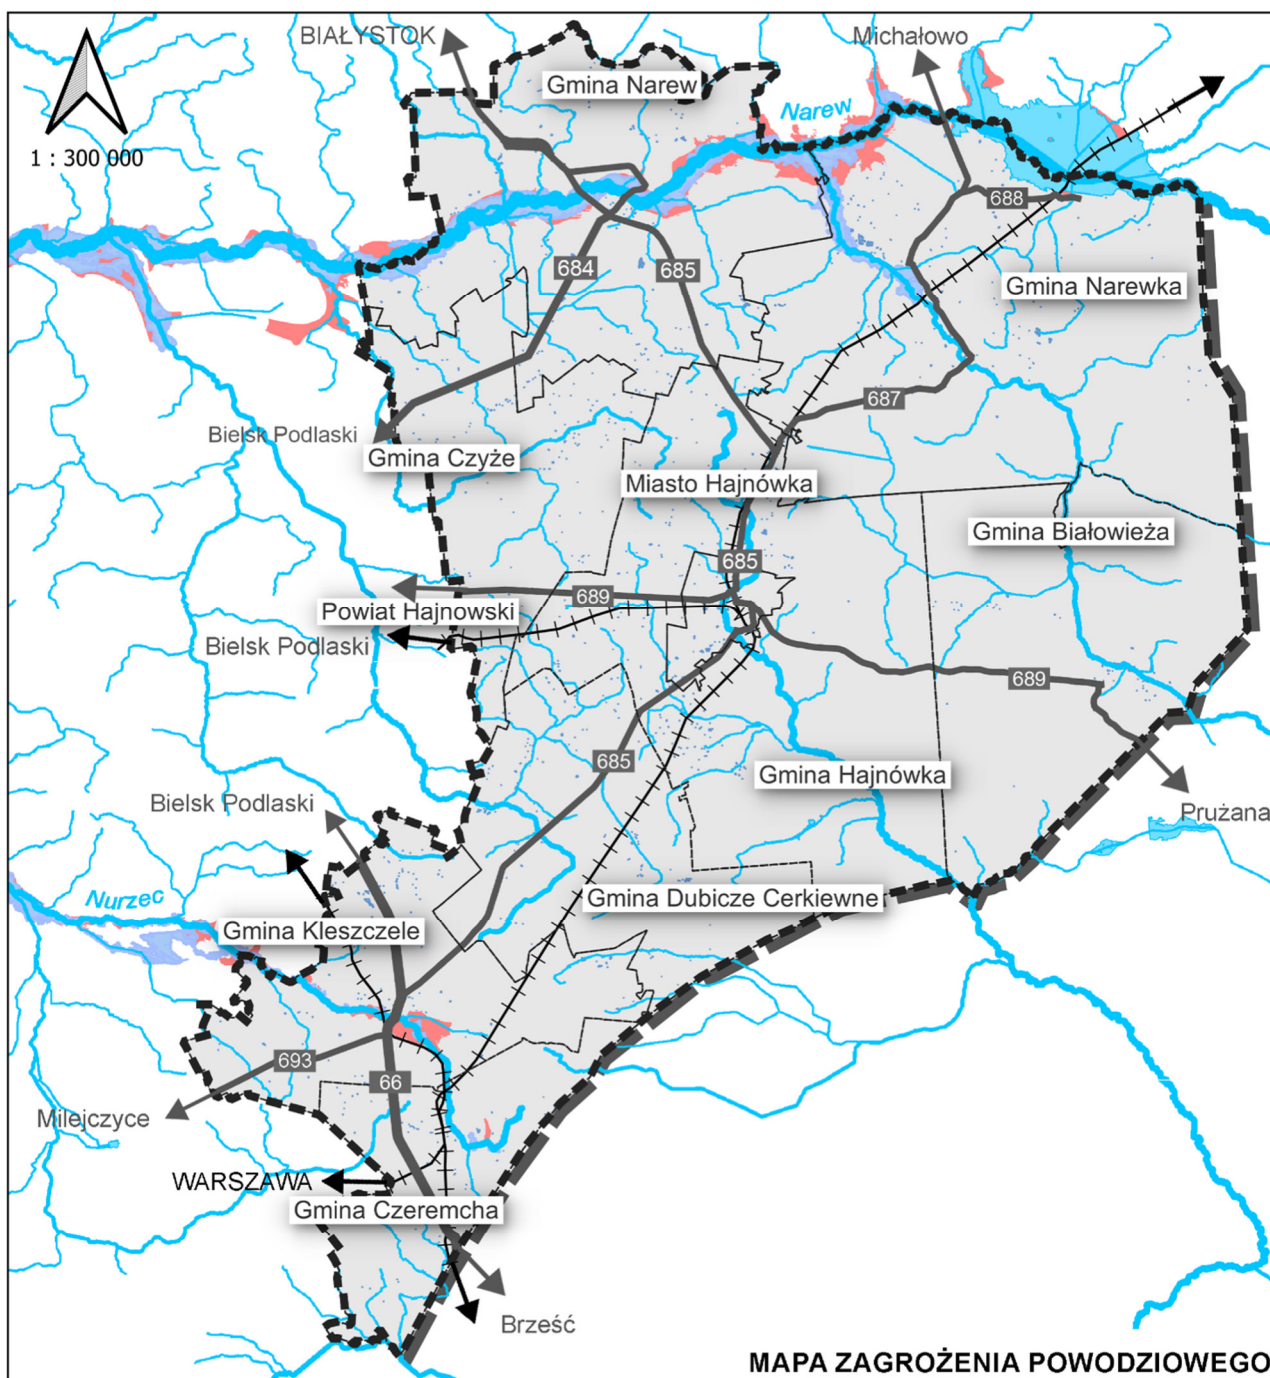 BIAŁYSTOK
Michałowo
Gmina Narew
Narew
1 : 300 000
688
684
685
Gmina Narewka
687
Bielsk Podlaski
Gmina Czyże
Miasto Hajnówka
Gmina Białowieża
685
689
Powiat Hajnowski
Bielsk Podlaski
689
685
Gmina Hajnówka
Bielsk Podlaski
Prużana
Nurzec
Gmina Dubicze Cerkiewne
Gmina Kleszczele
693
66
Milejczyce
WARSZAWA
Gmina Czeremcha
Brześć
MAPA ZAGROŻENIA POWODZIOWEGO